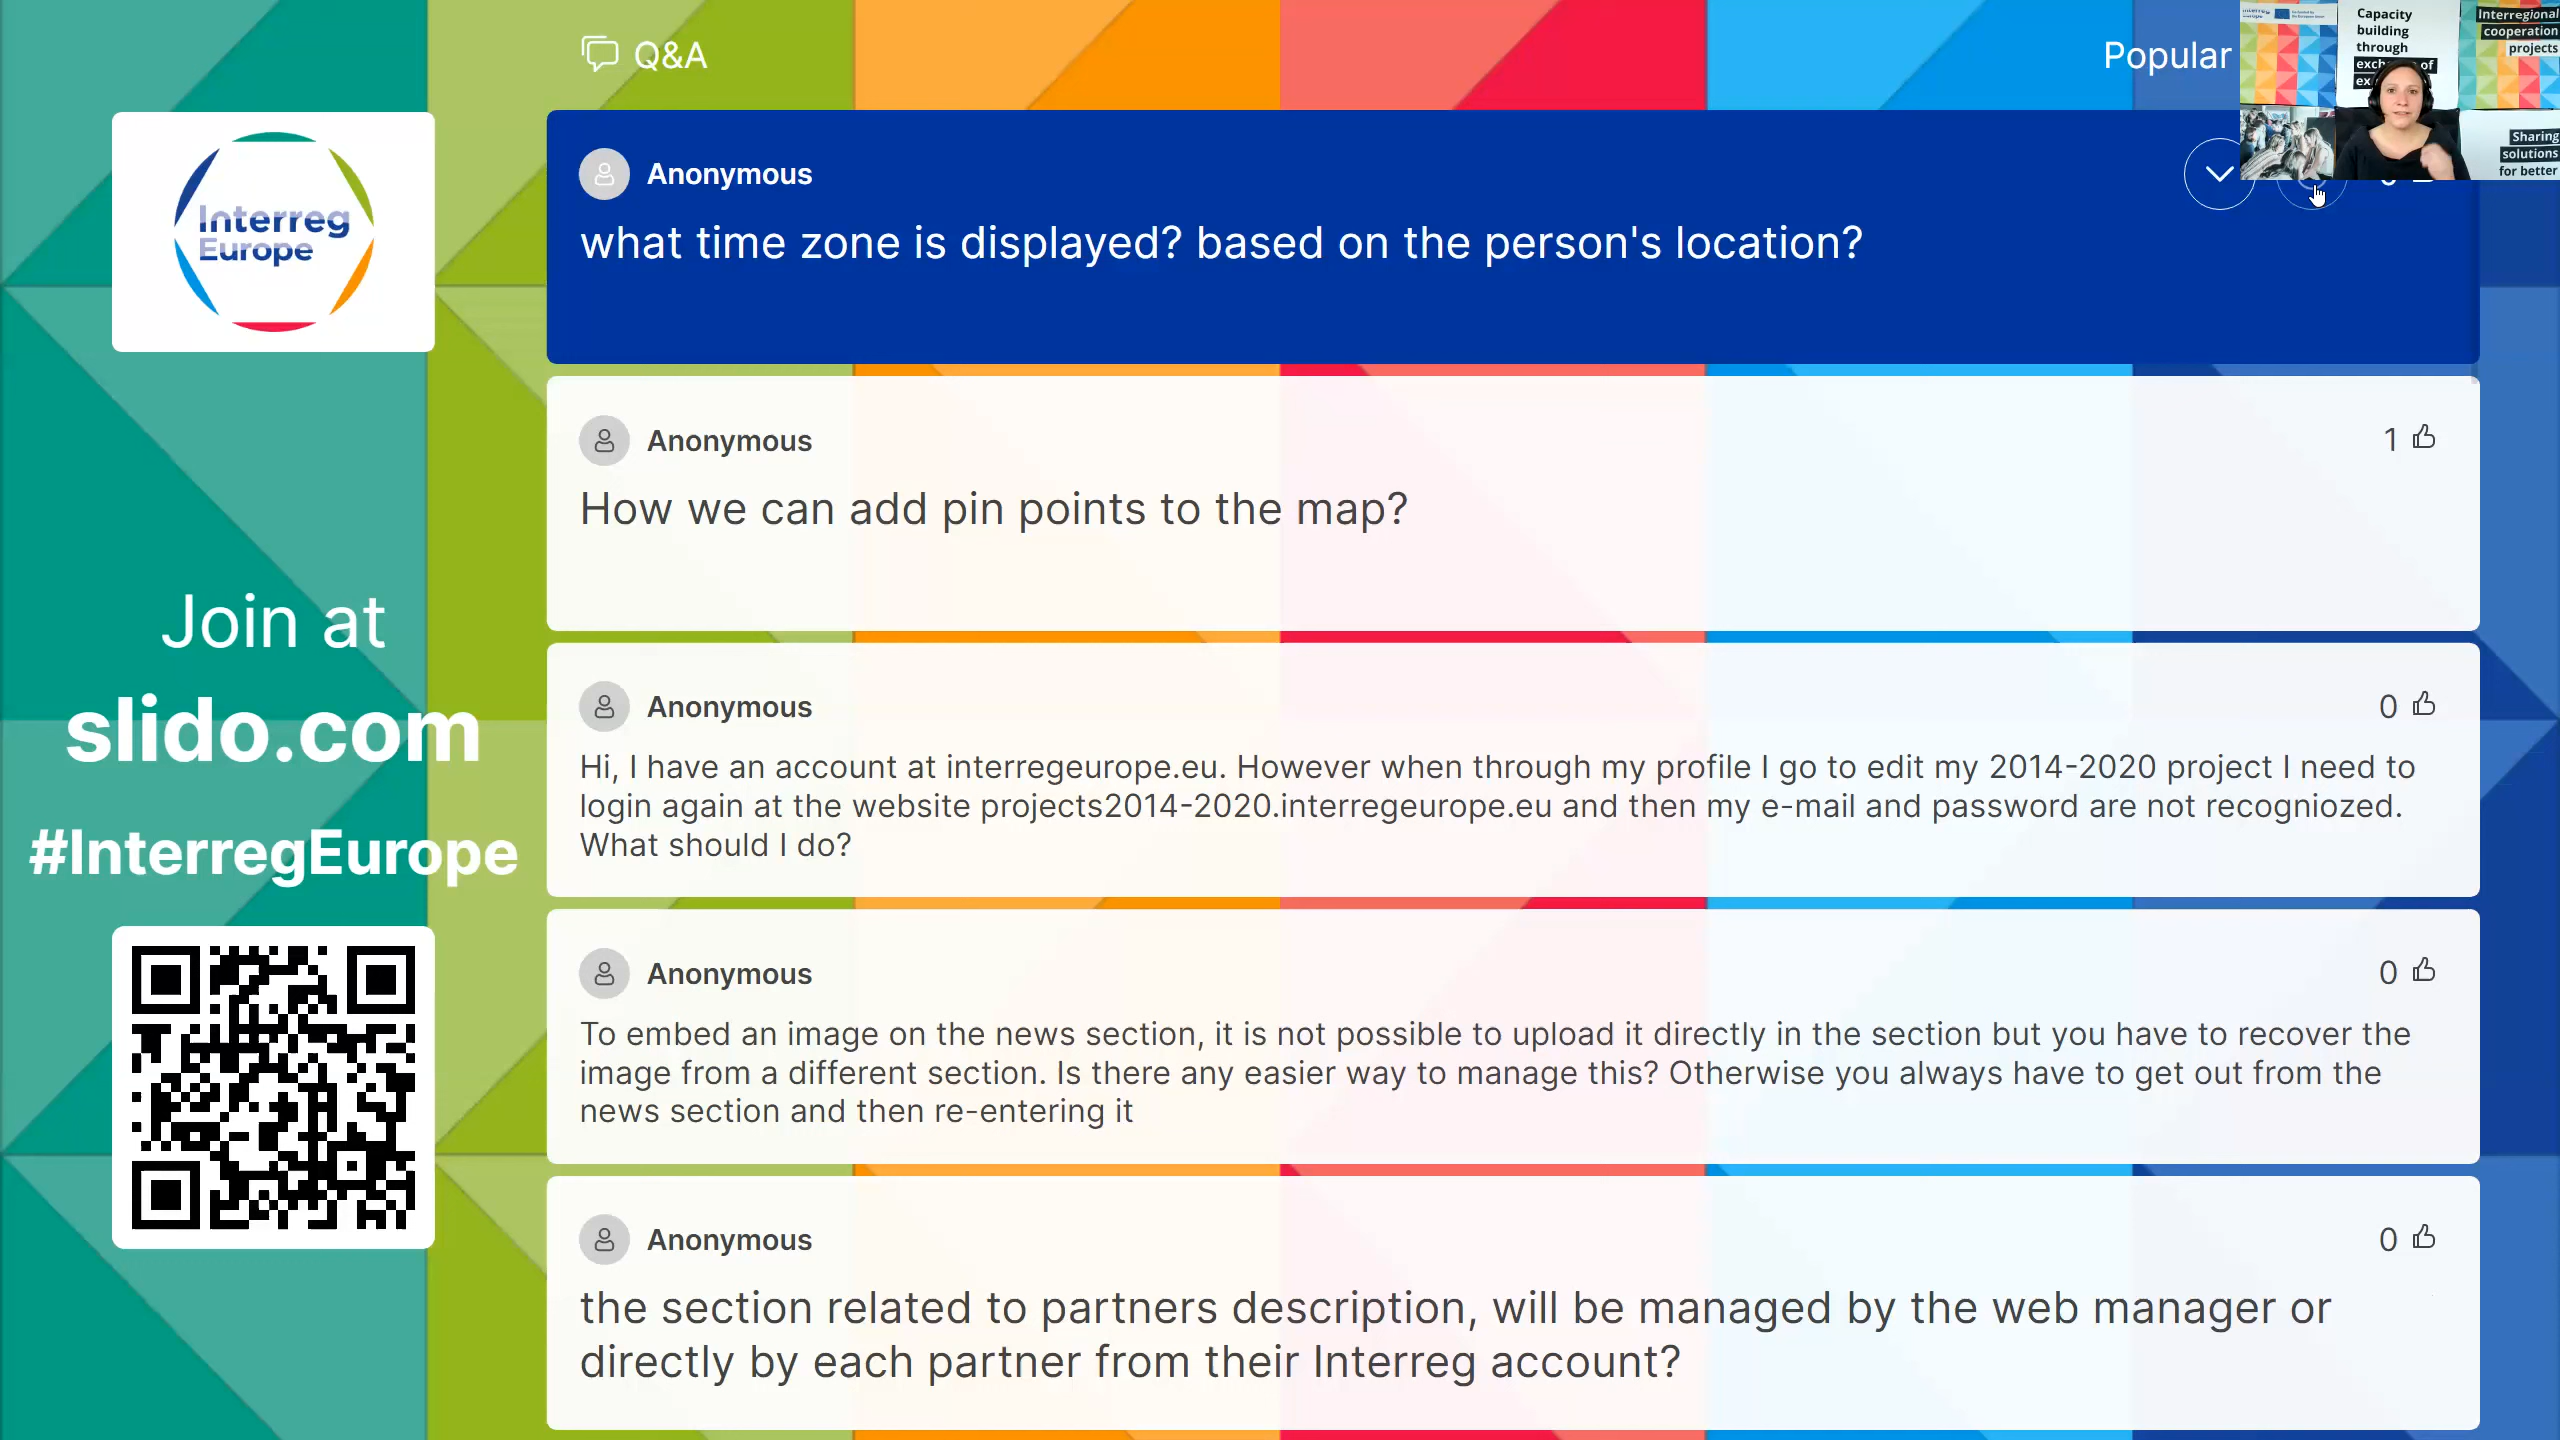 Q&A
Popular
Capacity
building
through
exchange of
Interregional
cooperation
projects
Sharing
solutions
for better
Interreg
Europe
Join at
slido.com
#InterregEurope
Anonymous
what time zone is displayed? based on the person's location?
Anonymous
1
How we can add pin points to the map?
Anonymous
0
Hi, I have an account at interregeurope.eu. However when through my profile I go to edit my 2014-2020 project I need to
login again at the website projects2014-2020.interregeurope.eu and then my e-mail and password are not recogniozed.
What should I do?
Anonymous
0
To embed an image on the news section, it is not possible to upload it directly in the section but you have to recover the
image from a different section. Is there any easier way to manage this? Otherwise you always have to get out from the
news section and then re-entering it
Anonymous
0
the section related to partners description, will be managed by the web manager or
directly by each partner from their Interreg account?